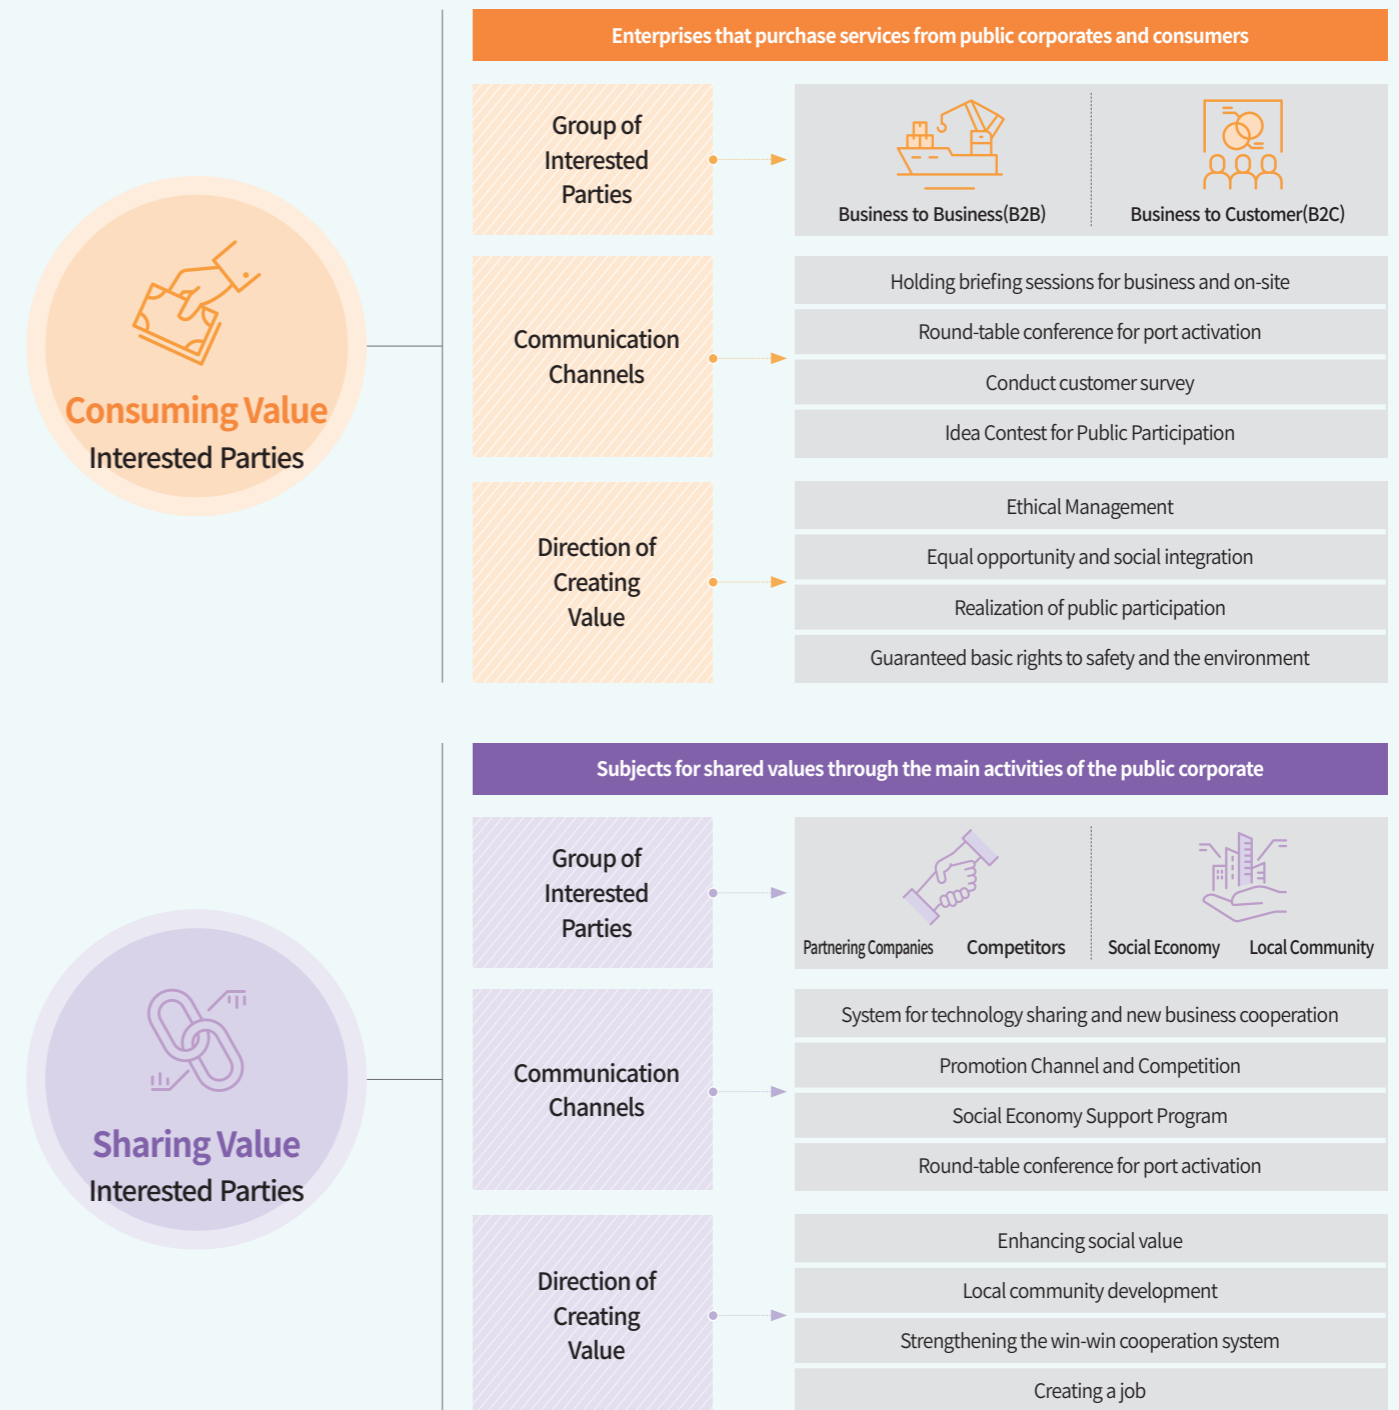 Consuming Value
Interested Parties
Enterprises that purchase services from public corporates and consumers
Group of
Interested
Parties
Business to Business(B2B)
Business to Customer(B2C)
Communication
Channels
Holding briefing sessions for business and on-site
Round-table conference for port activation
Conduct customer survey
Idea Contest for Public Participation
Direction of
Creating
Value
Ethical Management
Equal opportunity and social integration
Realization of public participation
Guaranteed basic rights to safety and the environment
Sharing Value
Interested Parties
Subjects for shared values through the main activities of the public corporate
Group of
Interested
Parties
Partnering Companies
Competitors
Social Economy
Local Community
Communication
Channels
System for technology sharing and new business cooperation
Promotion Channel and Competition
Social Economy Support Program
Round-table conference for port activation
Direction of
Creating
Value
Enhancing social value
Local community development
Strengthening the win-win cooperation system
Creating a job